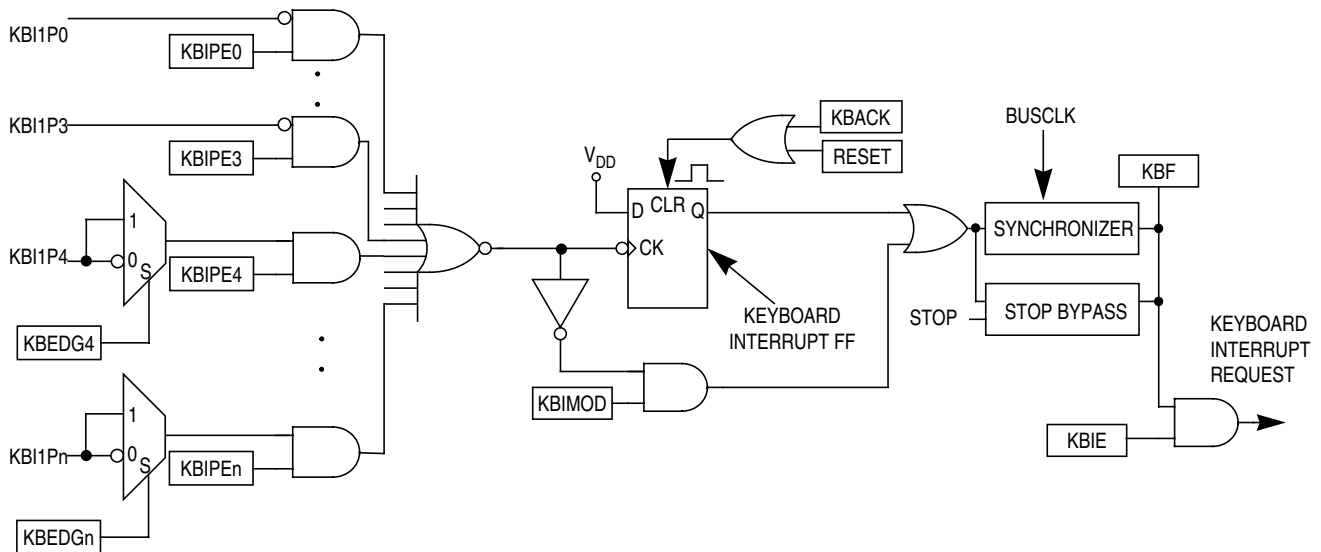 KBI1P0
KBIPE0
KBI1P3
KBIPE3
KBI1P4
1
0
S
KBIPE4
KBEDG4
KBI1Pn
1
0
S
KBIPEn
KBEDGn
VDD
D
CLR
Q
CK
KBACK
RESET
KEYBOARD
INTERRUPT FF
KBIMOD
BUSCLK
SYNCHRONIZER
KBF
STOP
STOP BYPASS
KBIE
KEYBOARD
INTERRUPT
REQUEST